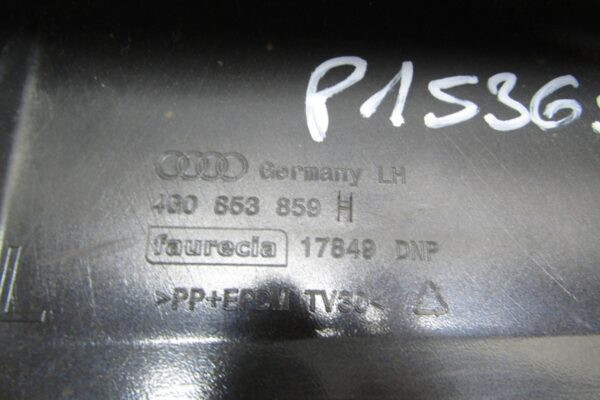 P1536
Germany LH
4G0 853 859 H
faurecia 17849 DNP
>PP+EPDM TV30<
L